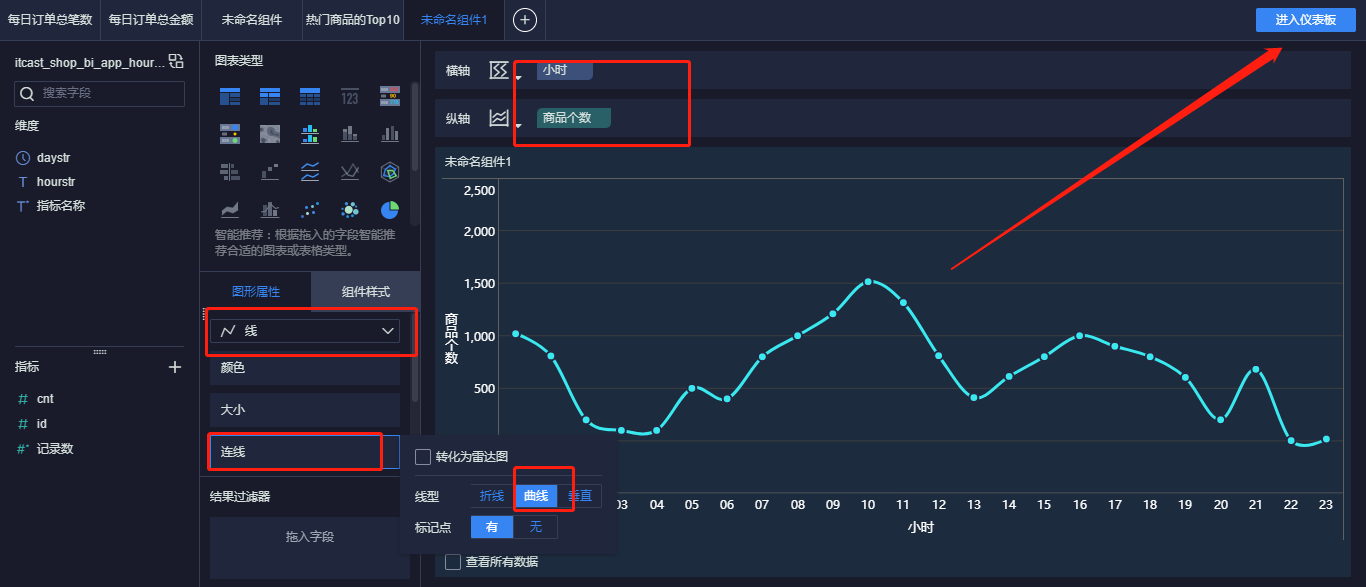 每日订单总笔数
每日订单总金额
未命名组件
热门商品的Top10
未命名组件1
进入仪表板
itcast_shop_bi_app_hour...
搜索字段
维度
daystr
hourstr
指标名称
指标
cnt
id
记录数
图表类型
123
智能推荐：根据拖入的字段智能推
荐合适的图表或表格类型。
图形属性
组件样式
线
颜色
大小
连线
结果过滤器
拖入字段
转化为雷达图
线型
折线
曲线
垂直
标记点
有
无
横轴
小时
纵轴
商品个数
未命名组件1
商品个数
2,500
2,000
1,500
1,000
500
03 04 05 06 07 08 09 10 11 12 13 14 15 16 17 18 19 20 21 22 23
小时
查看所有数据